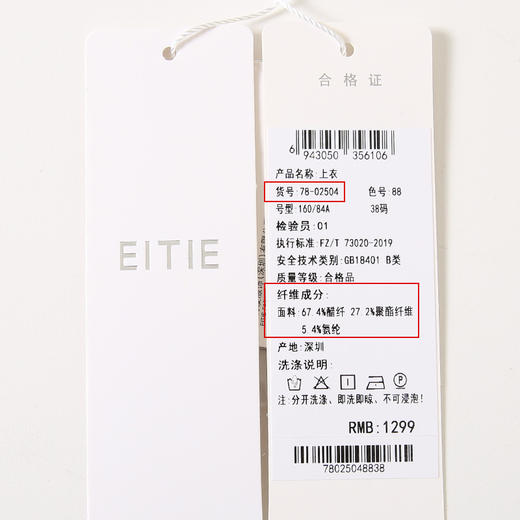 EITIE
合格证
6 943050 356106
产品名称:上衣
货号:78-02504 色号:88
号型:160/84A 38码
检验员:01
执行标准:FZ/T 73020-2019
安全技术类别:GB18401 B类
质量等级:合格品
纤维成分:
面料:67.4%醋纤 27.2%聚酯纤维
5.4%氨纶
产地:深圳
洗涤说明:
注:分开洗涤、即洗即晾、不可浸泡!
RMB:1299
78025048838